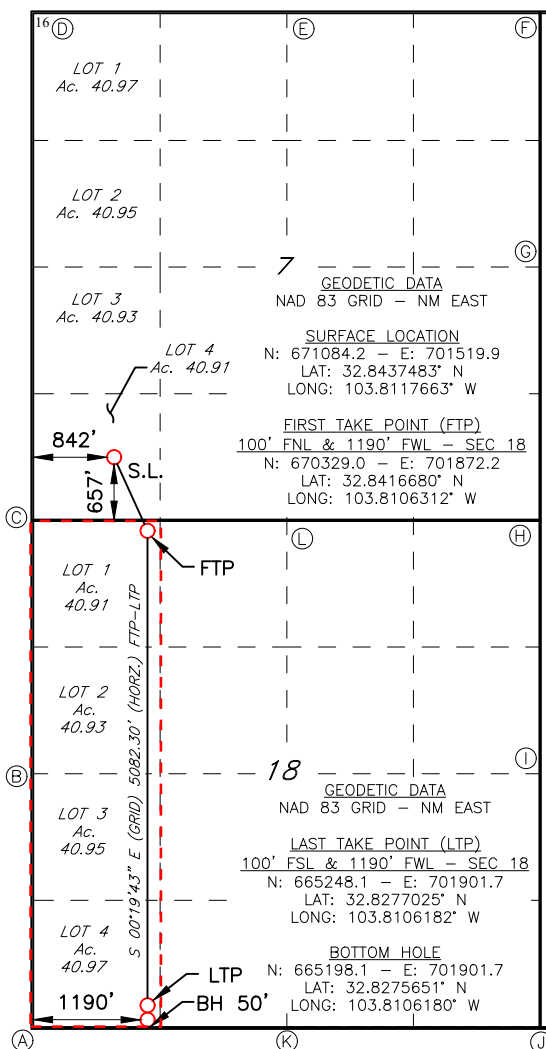 16 D E F
LOT 1
Ac. 40.97
LOT 2
Ac. 40.95
G
7
LOT 3
Ac. 40.93
GEODETIC DATA
NAD 83 GRID – NM EAST
SURFACE LOCATION
N: 671084.2 – E: 701519.9
LAT: 32.8437483° N
LONG: 103.8117663° W
LOT 4
Ac. 40.91
FIRST TAKE POINT (FTP)
100' FNL & 1190' FWL – SEC 18
N: 670329.0 – E: 701872.2
LAT: 32.8416680° N
LONG: 103.8106312° W
842'
S.L.
657'
C
L H
FTP
LOT 1
Ac.
40.91
S 00°19'43" E (GRID) 5082.30' (HORZ.) FTP–LTP
LOT 2
Ac.
40.93
B
18
I
LOT 3
Ac.
40.95
GEODETIC DATA
NAD 83 GRID – NM EAST
LAST TAKE POINT (LTP)
100' FSL & 1190' FWL – SEC 18
N: 665248.1 – E: 701901.7
LAT: 32.8277025° N
LONG: 103.8106182° W
LOT 4
Ac.
40.97
BOTTOM HOLE
N: 665198.1 – E: 701901.7
LAT: 32.8275651° N
LONG: 103.8106180° W
LTP
1190'
BH 50'
A K J